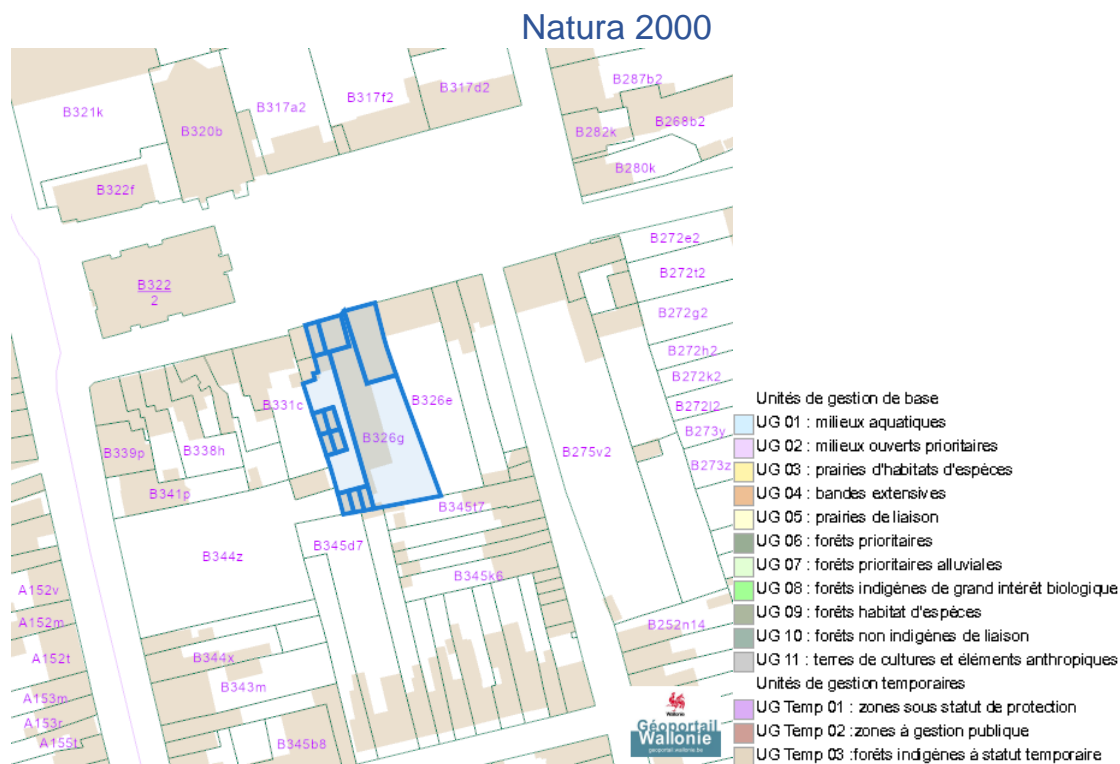 Natura 2000
B321k
B320b
B317a2
B317f2
B317d2
B287b2
B282k
B268b2
B280k
B322f
B322
2
B272e2
B272t2
B272g2
B272h2
B272k2
B272l2
B273y
B273z
B331c
B326e
B326g
B339p
B338h
B341p
B275v2
B345t7
B344z
B345d7
B345k6
B252n14
A152v
A152m
A152t
A153m
A153r
A155t
B344x
B343m
B345b8
Wallonie
Géoportail
Wallonie
geoportail.wallonie.be
Unités de gestion de base
UG 01 : milieux aquatiques
UG 02 : milieux ouverts prioritaires
UG 03 : prairies d'habitats d'espèces
UG 04 : bandes extensives
UG 05 : prairies de liaison
UG 06 : forêts prioritaires
UG 07 : forêts prioritaires alluviales
UG 08 : forêts indigènes de grand intérêt biologique
UG 09 : forêts habitat d'espèces
UG 10 : forêts non indigènes de liaison
UG 11 : terres de cultures et éléments anthropiques
Unités de gestion temporaires
UG Temp 01 : zones sous statut de protection
UG Temp 02 :zones à gestion publique
UG Temp 03 :forêts indigènes à statut temporaire